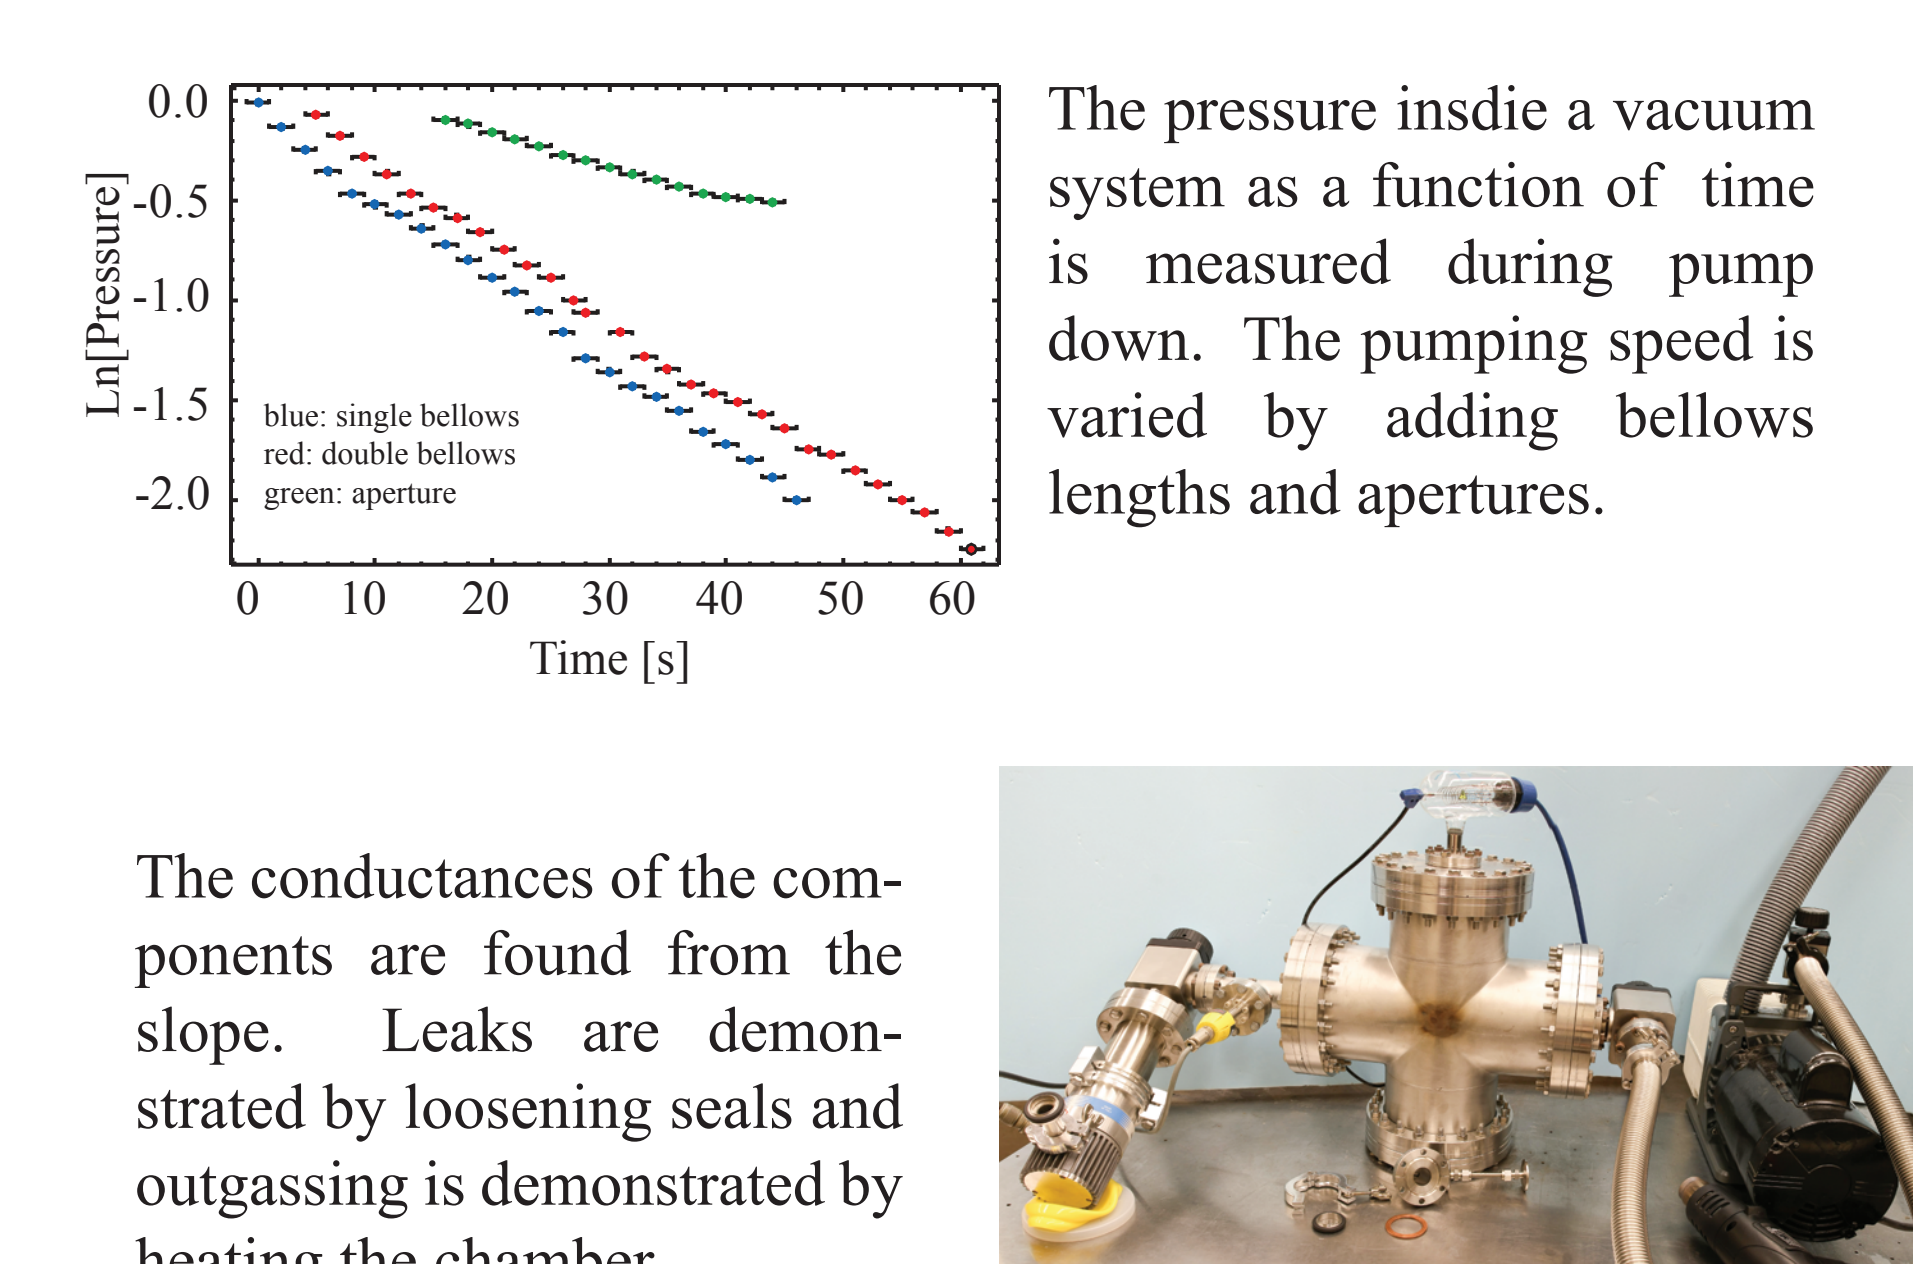 0.0
-0.5
-1.0
-1.5
-2.0
Ln[Pressure]
blue: single bellows
red: double bellows
green: aperture
0 10 20 30 40 50 60
Time [s]
The pressure insdie a vacuum
system as a function of time
is measured during pump
down. The pumping speed is
varied by adding bellows
lengths and apertures.
The conductances of the com-
ponents are found from the
slope. Leaks are demon-
strated by loosening seals and
outgassing is demonstrated by
heating the chamber